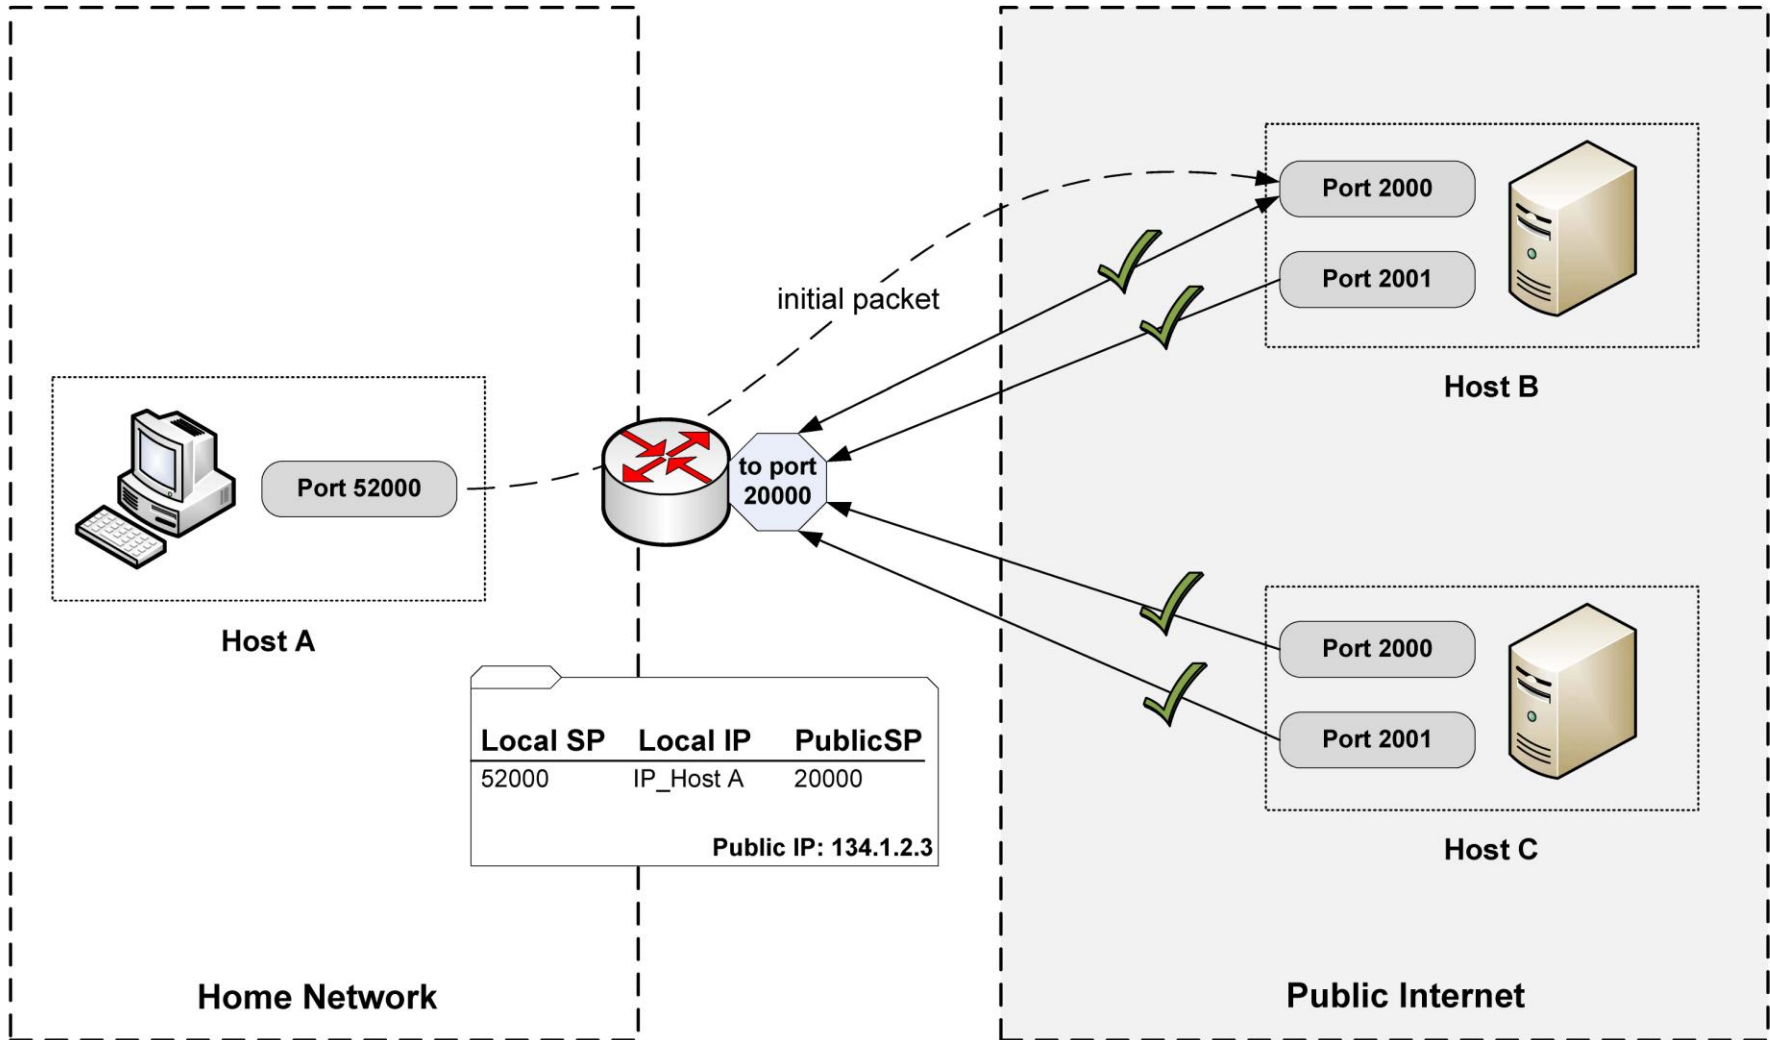 Port 2000
Port 2001
initial packet
Host B
to port
20000
Port 52000
Host A
Port 2000
Port 2001
Local SP Local IP PublicSP
52000 IP_Host A 20000
Public IP: 134.1.2.3
Host C
Home Network
Public Internet